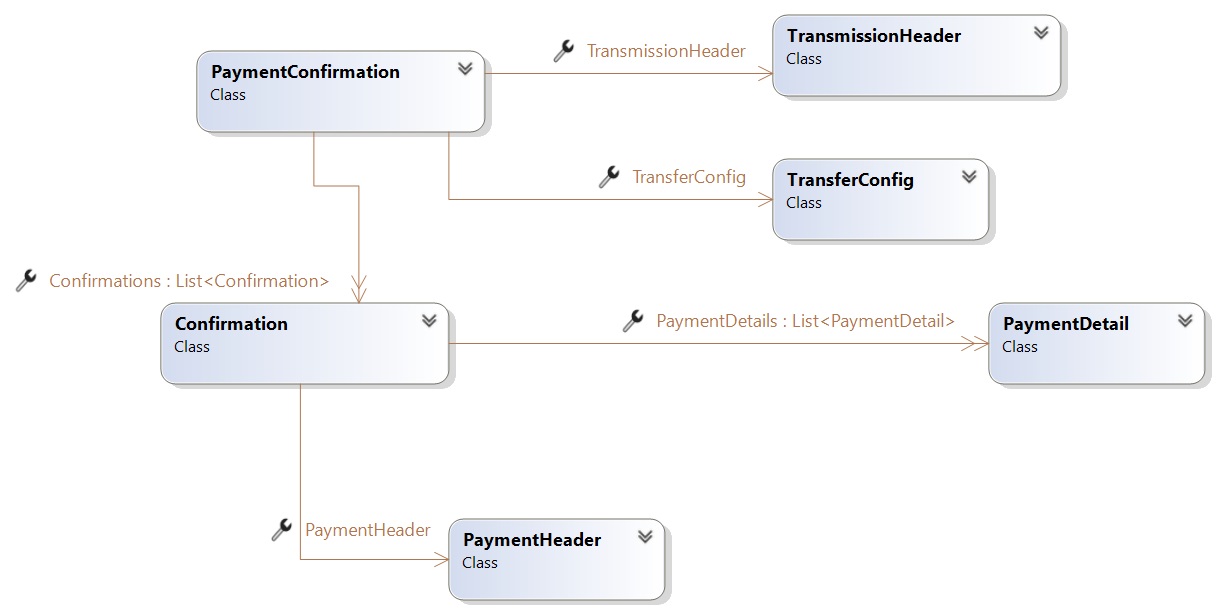 TransmissionHeader
TransmissionHeader
Class
PaymentConfirmation
Class
TransferConfig
TransferConfig
Class
Confirmations : List<Confirmation>
Confirmation
Class
PaymentDetails : List<PaymentDetail>
PaymentDetail
Class
PaymentHeader
PaymentHeader
Class